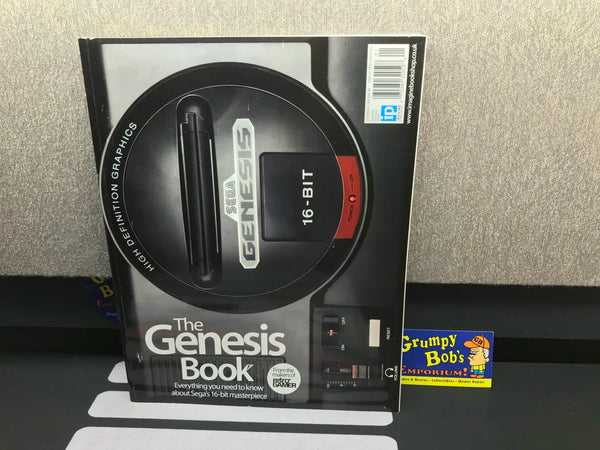 HIGH DEFINITION GRAPHICS
SEGA
GENESIS
16-BIT
POWER
ON
ip
www.imaginebookshop.co.uk
OFF
ON
RESET
The
Genesis
Book
Everything you need to know
about Sega's 16-bit masterpiece
From the
makers of
retro
GAMER
Grumpy
Bob's
EMPORIUM!